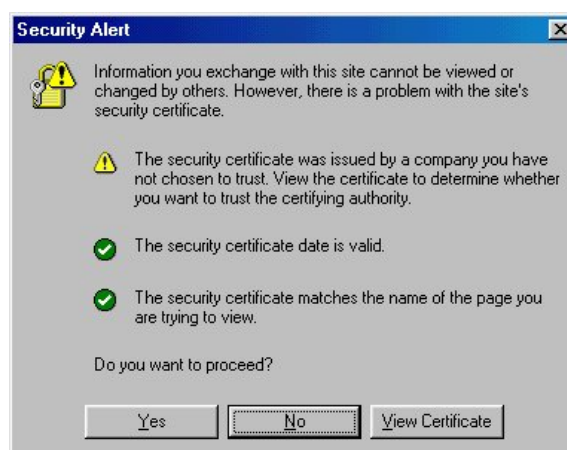 Security Alert
Information you exchange with this site cannot be viewed or
changed by others. However, there is a problem with the site's
security certificate.
The security certificate was issued by a company you have
not chosen to trust. View the certificate to determine whether
you want to trust the certifying authority.
The security certificate date is valid.
The security certificate matches the name of the page you
are trying to view.
Do you want to proceed?
Yes No View Certificate